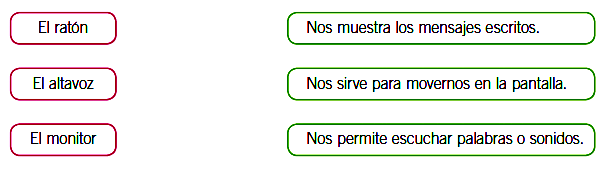 El ratón Nos muestra los mensajes escritos.
El altavoz Nos sirve para movernos en la pantalla.
El monitor Nos permite escuchar palabras o sonidos.